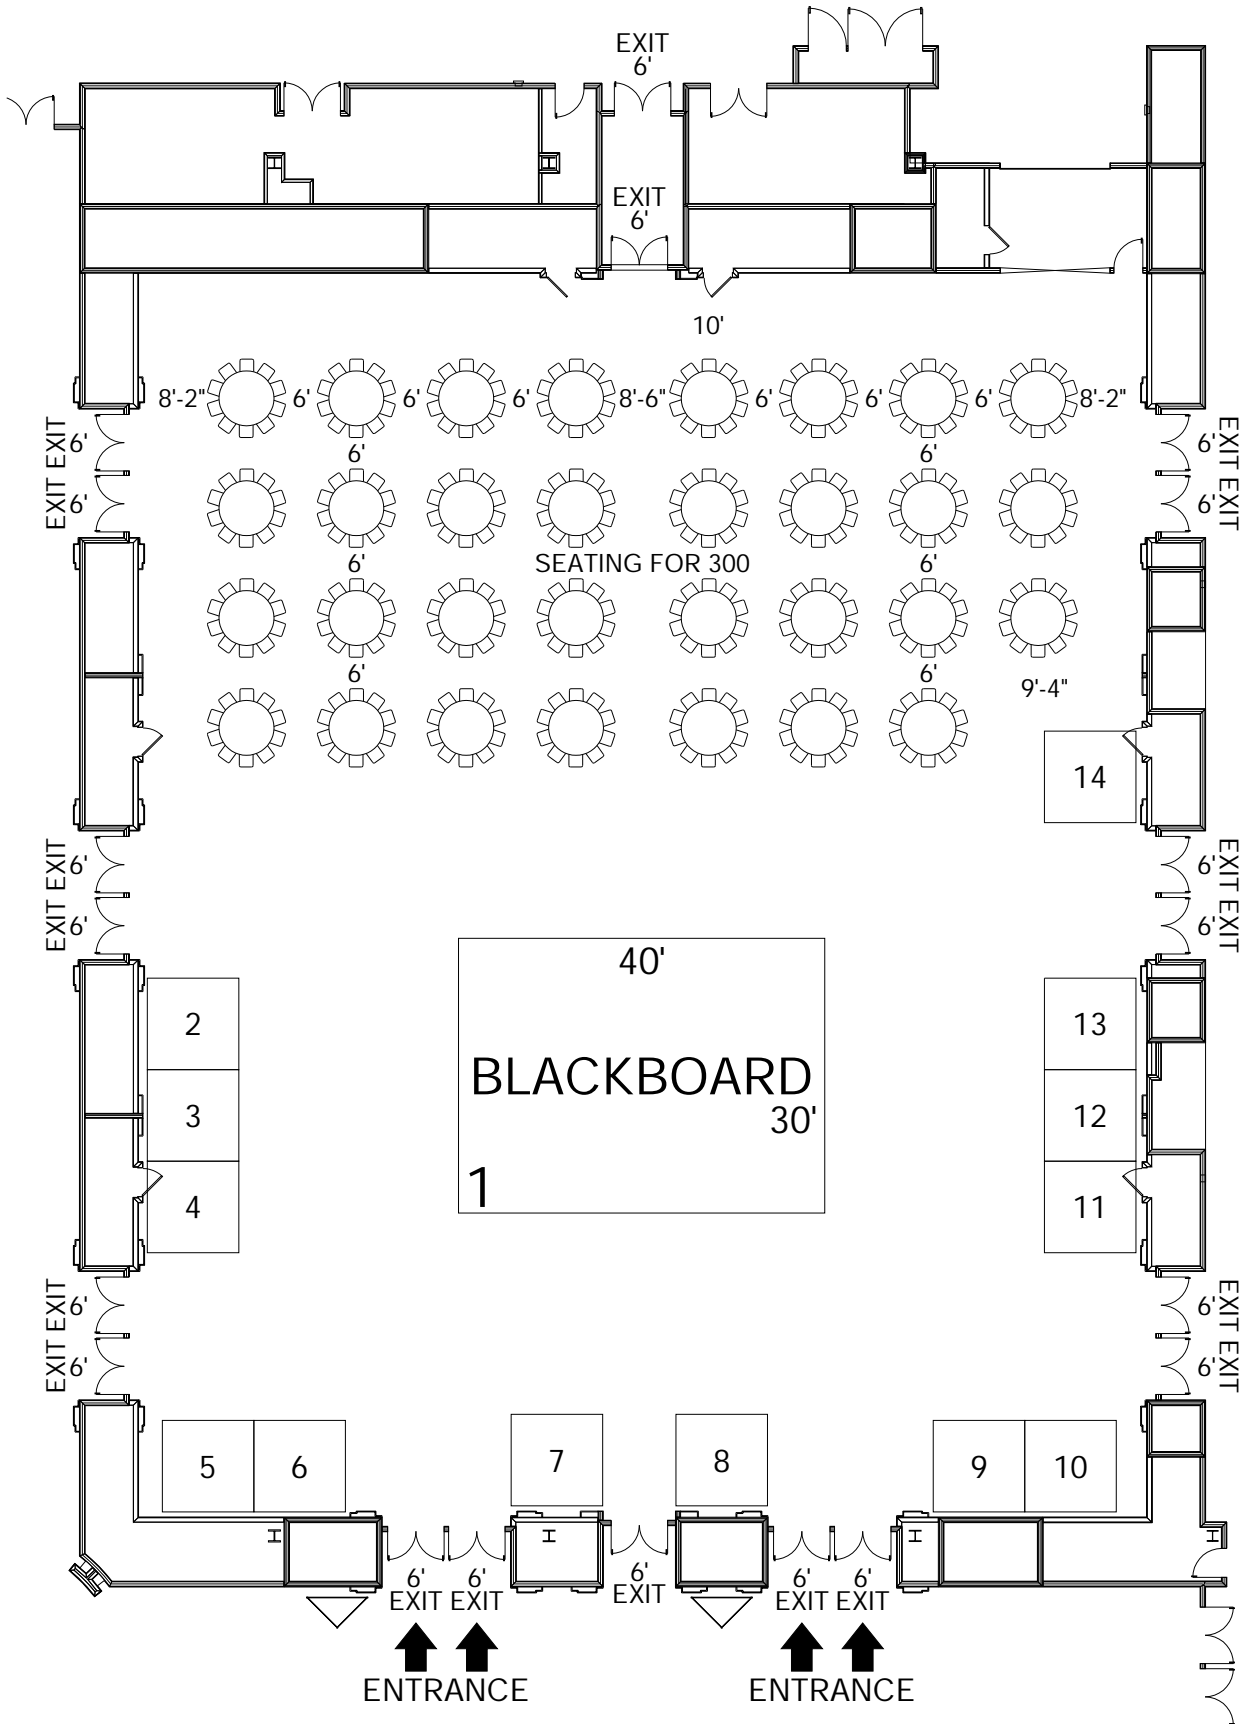 EXIT
6'
EXIT
6'
10'
8'-2" 6' 6' 6' 8'-6" 6' 6' 6' 8'-2"
EXIT EXIT
6'
6'
6' 6'
6'
6'
EXIT EXIT
SEATING FOR 300
6' 6'
6' 6'
9'-4"
14
EXIT EXIT
6'
6'
6'
6'
EXIT EXIT
40'
BLACKBOARD
30'
1
2
3
4
13
12
11
EXIT EXIT
6'
6'
6'
6'
EXIT EXIT
5 6 7 8 9 10
6' 6' 6' 6' 6'
EXIT EXIT EXIT EXIT EXIT
ENTRANCE ENTRANCE